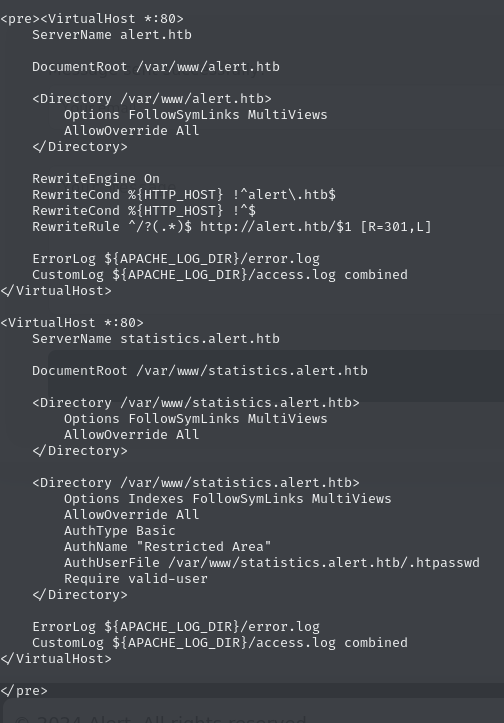 <pre><VirtualHost *:80>
    ServerName alert.htb

    DocumentRoot /var/www/alert.htb

    <Directory /var/www/alert.htb>
        Options FollowSymLinks MultiViews
        AllowOverride All
    </Directory>

    RewriteEngine On
    RewriteCond %{HTTP_HOST} !^alert\.htb$
    RewriteCond %{HTTP_HOST} !^$
    RewriteRule ^/?(.*)$ http://alert.htb/$1 [R=301,L]

    ErrorLog ${APACHE_LOG_DIR}/error.log
    CustomLog ${APACHE_LOG_DIR}/access.log combined
</VirtualHost>

<VirtualHost *:80>
    ServerName statistics.alert.htb

    DocumentRoot /var/www/statistics.alert.htb

    <Directory /var/www/statistics.alert.htb>
        Options FollowSymLinks MultiViews
        AllowOverride All
    </Directory>

    <Directory /var/www/statistics.alert.htb>
        Options Indexes FollowSymLinks MultiViews
        AllowOverride All
        AuthType Basic
        AuthName "Restricted Area"
        AuthUserFile /var/www/statistics.alert.htb/.htpasswd
        Require valid-user
    </Directory>

    ErrorLog ${APACHE_LOG_DIR}/error.log
    CustomLog ${APACHE_LOG_DIR}/access.log combined
</VirtualHost>

</pre>
© 2024 Alert. All rights reserved.